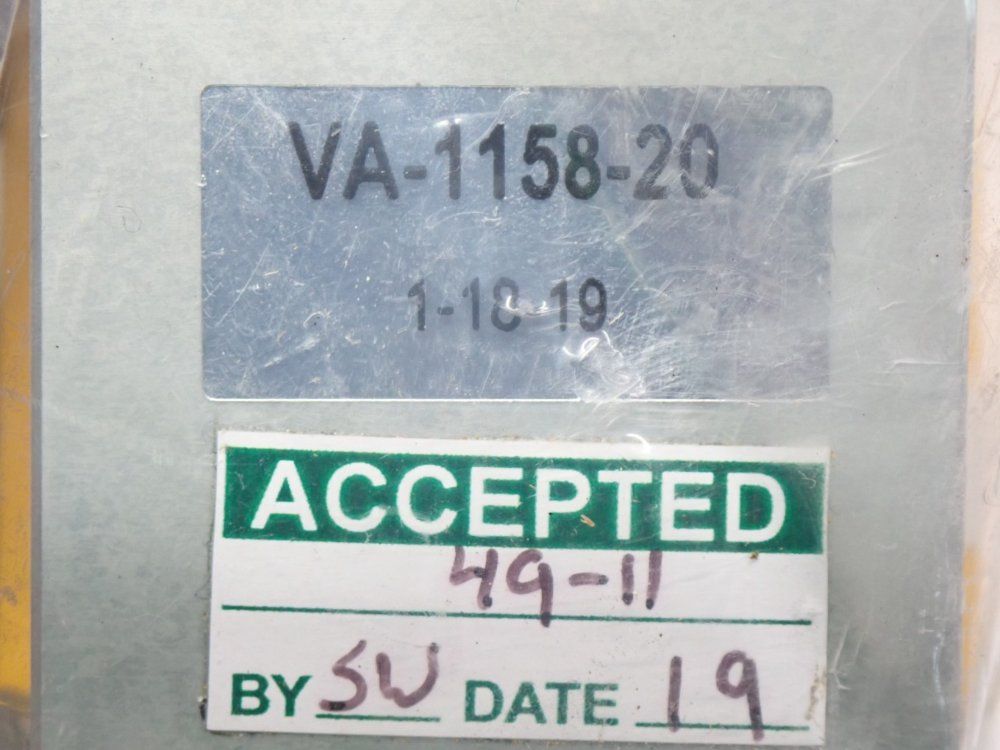 VA-1158-20
1-18-19
ACCEPTED
49-11
BY SW DATE 19